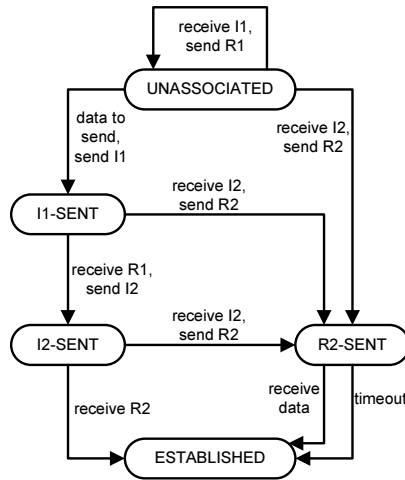 receive I1,
send R1
UNASSOCIATED
data to
send,
send I1
receive I2,
send R2
receive I2,
send R2
I1-SENT
receive R1,
send I2
receive I2,
send R2
I2-SENT
R2-SENT
receive R2
receive
data
timeout
ESTABLISHED